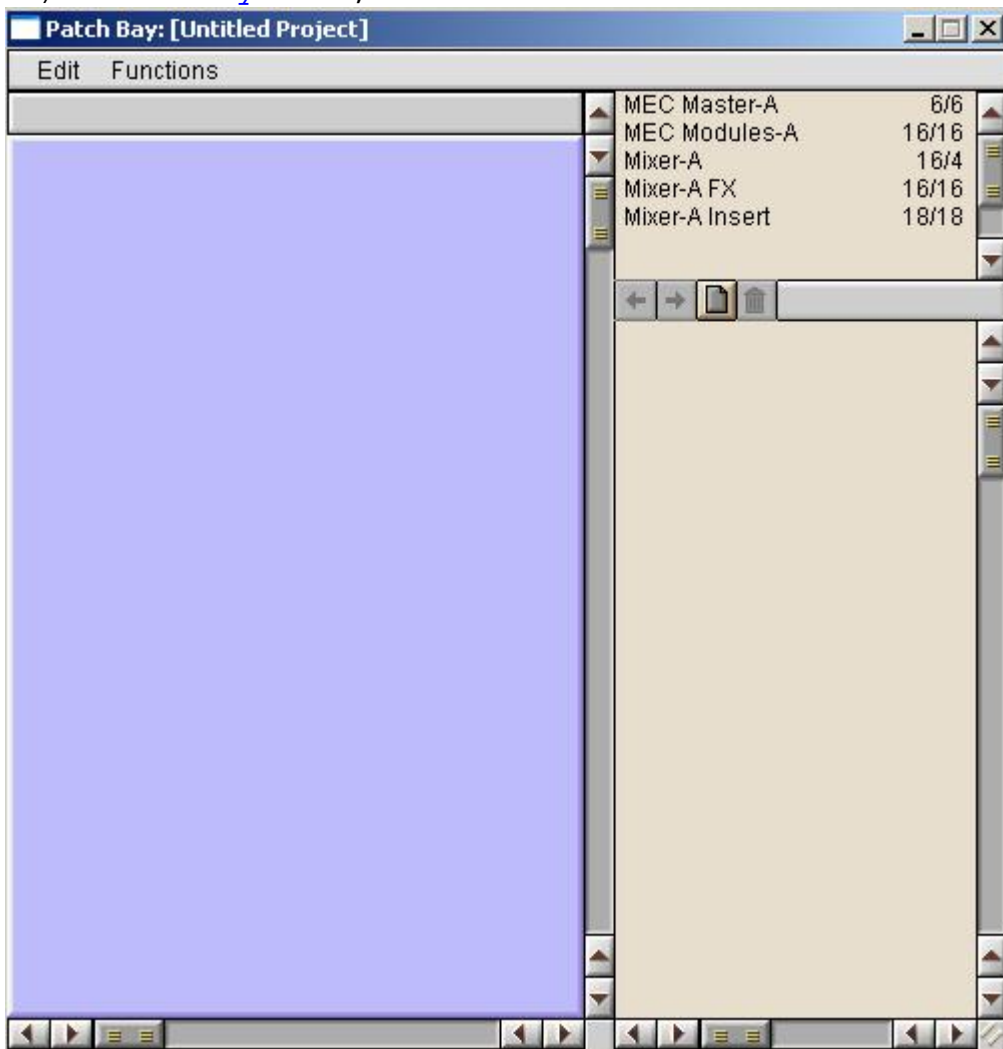 Patch Bay: [Untitled Project]
Edit Functions
MEC Master-A 6/6
MEC Modules-A 16/16
Mixer-A 16/4
Mixer-A FX 16/16
Mixer-A Insert 18/18